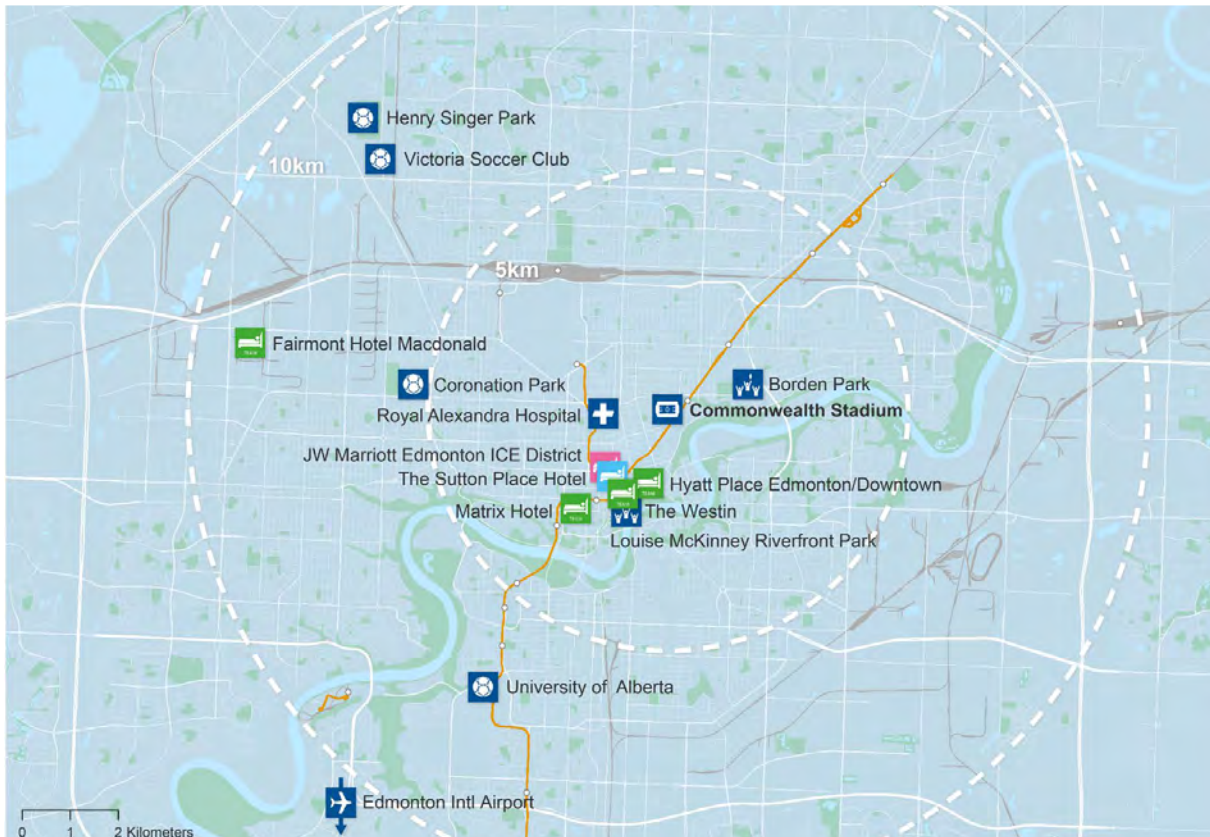 Henry Singer Park
Victoria Soccer Club
10km
5km
Fairmont Hotel Macdonald
Coronation Park
Borden Park
Royal Alexandra Hospital
Commonwealth Stadium
JW Marriott Edmonton ICE District
The Sutton Place Hotel
Hyatt Place Edmonton/Downtown
Matrix Hotel
The Westin
Louise McKinney Riverfront Park
University of Alberta
Edmonton Intl Airport
0 1 2 Kilometers